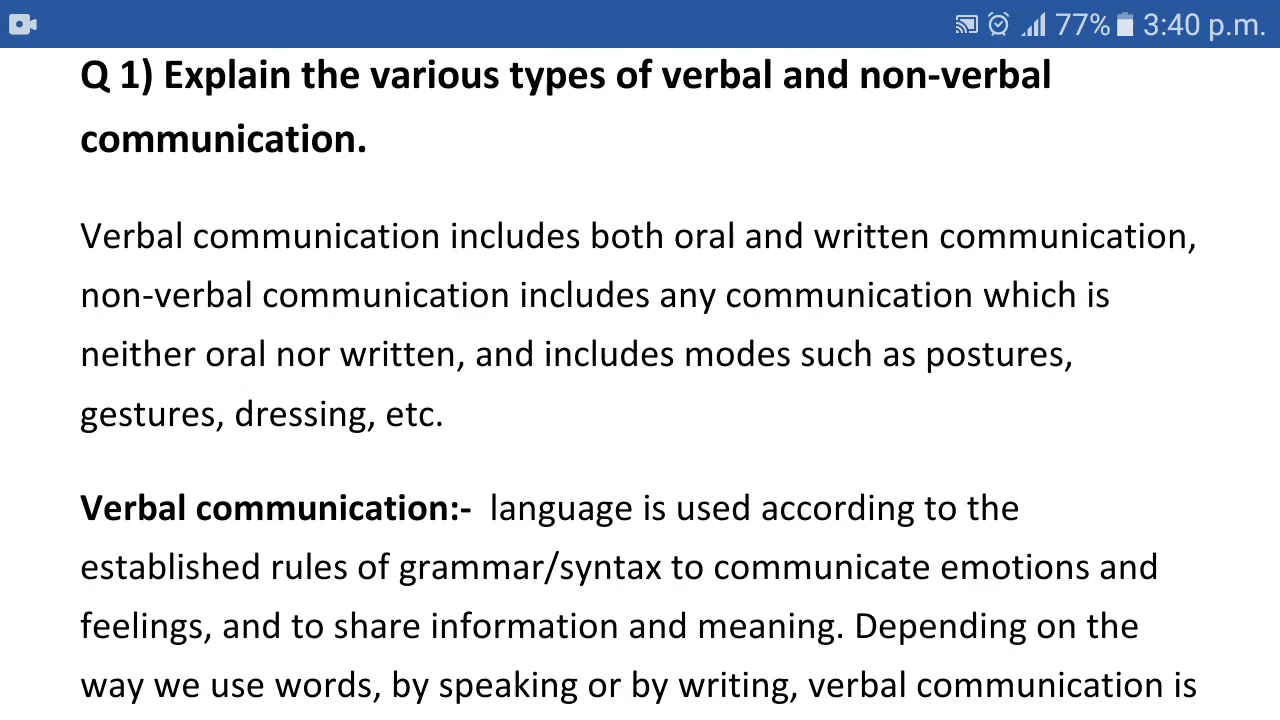 77% 3:40 p.m.
Q 1) Explain the various types of verbal and non-verbal
communication.
Verbal communication includes both oral and written communication,
non-verbal communication includes any communication which is
neither oral nor written, and includes modes such as postures,
gestures, dressing, etc.
Verbal communication:- language is used according to the
established rules of grammar/syntax to communicate emotions and
feelings, and to share information and meaning. Depending on the
way we use words, by speaking or by writing, verbal communication is